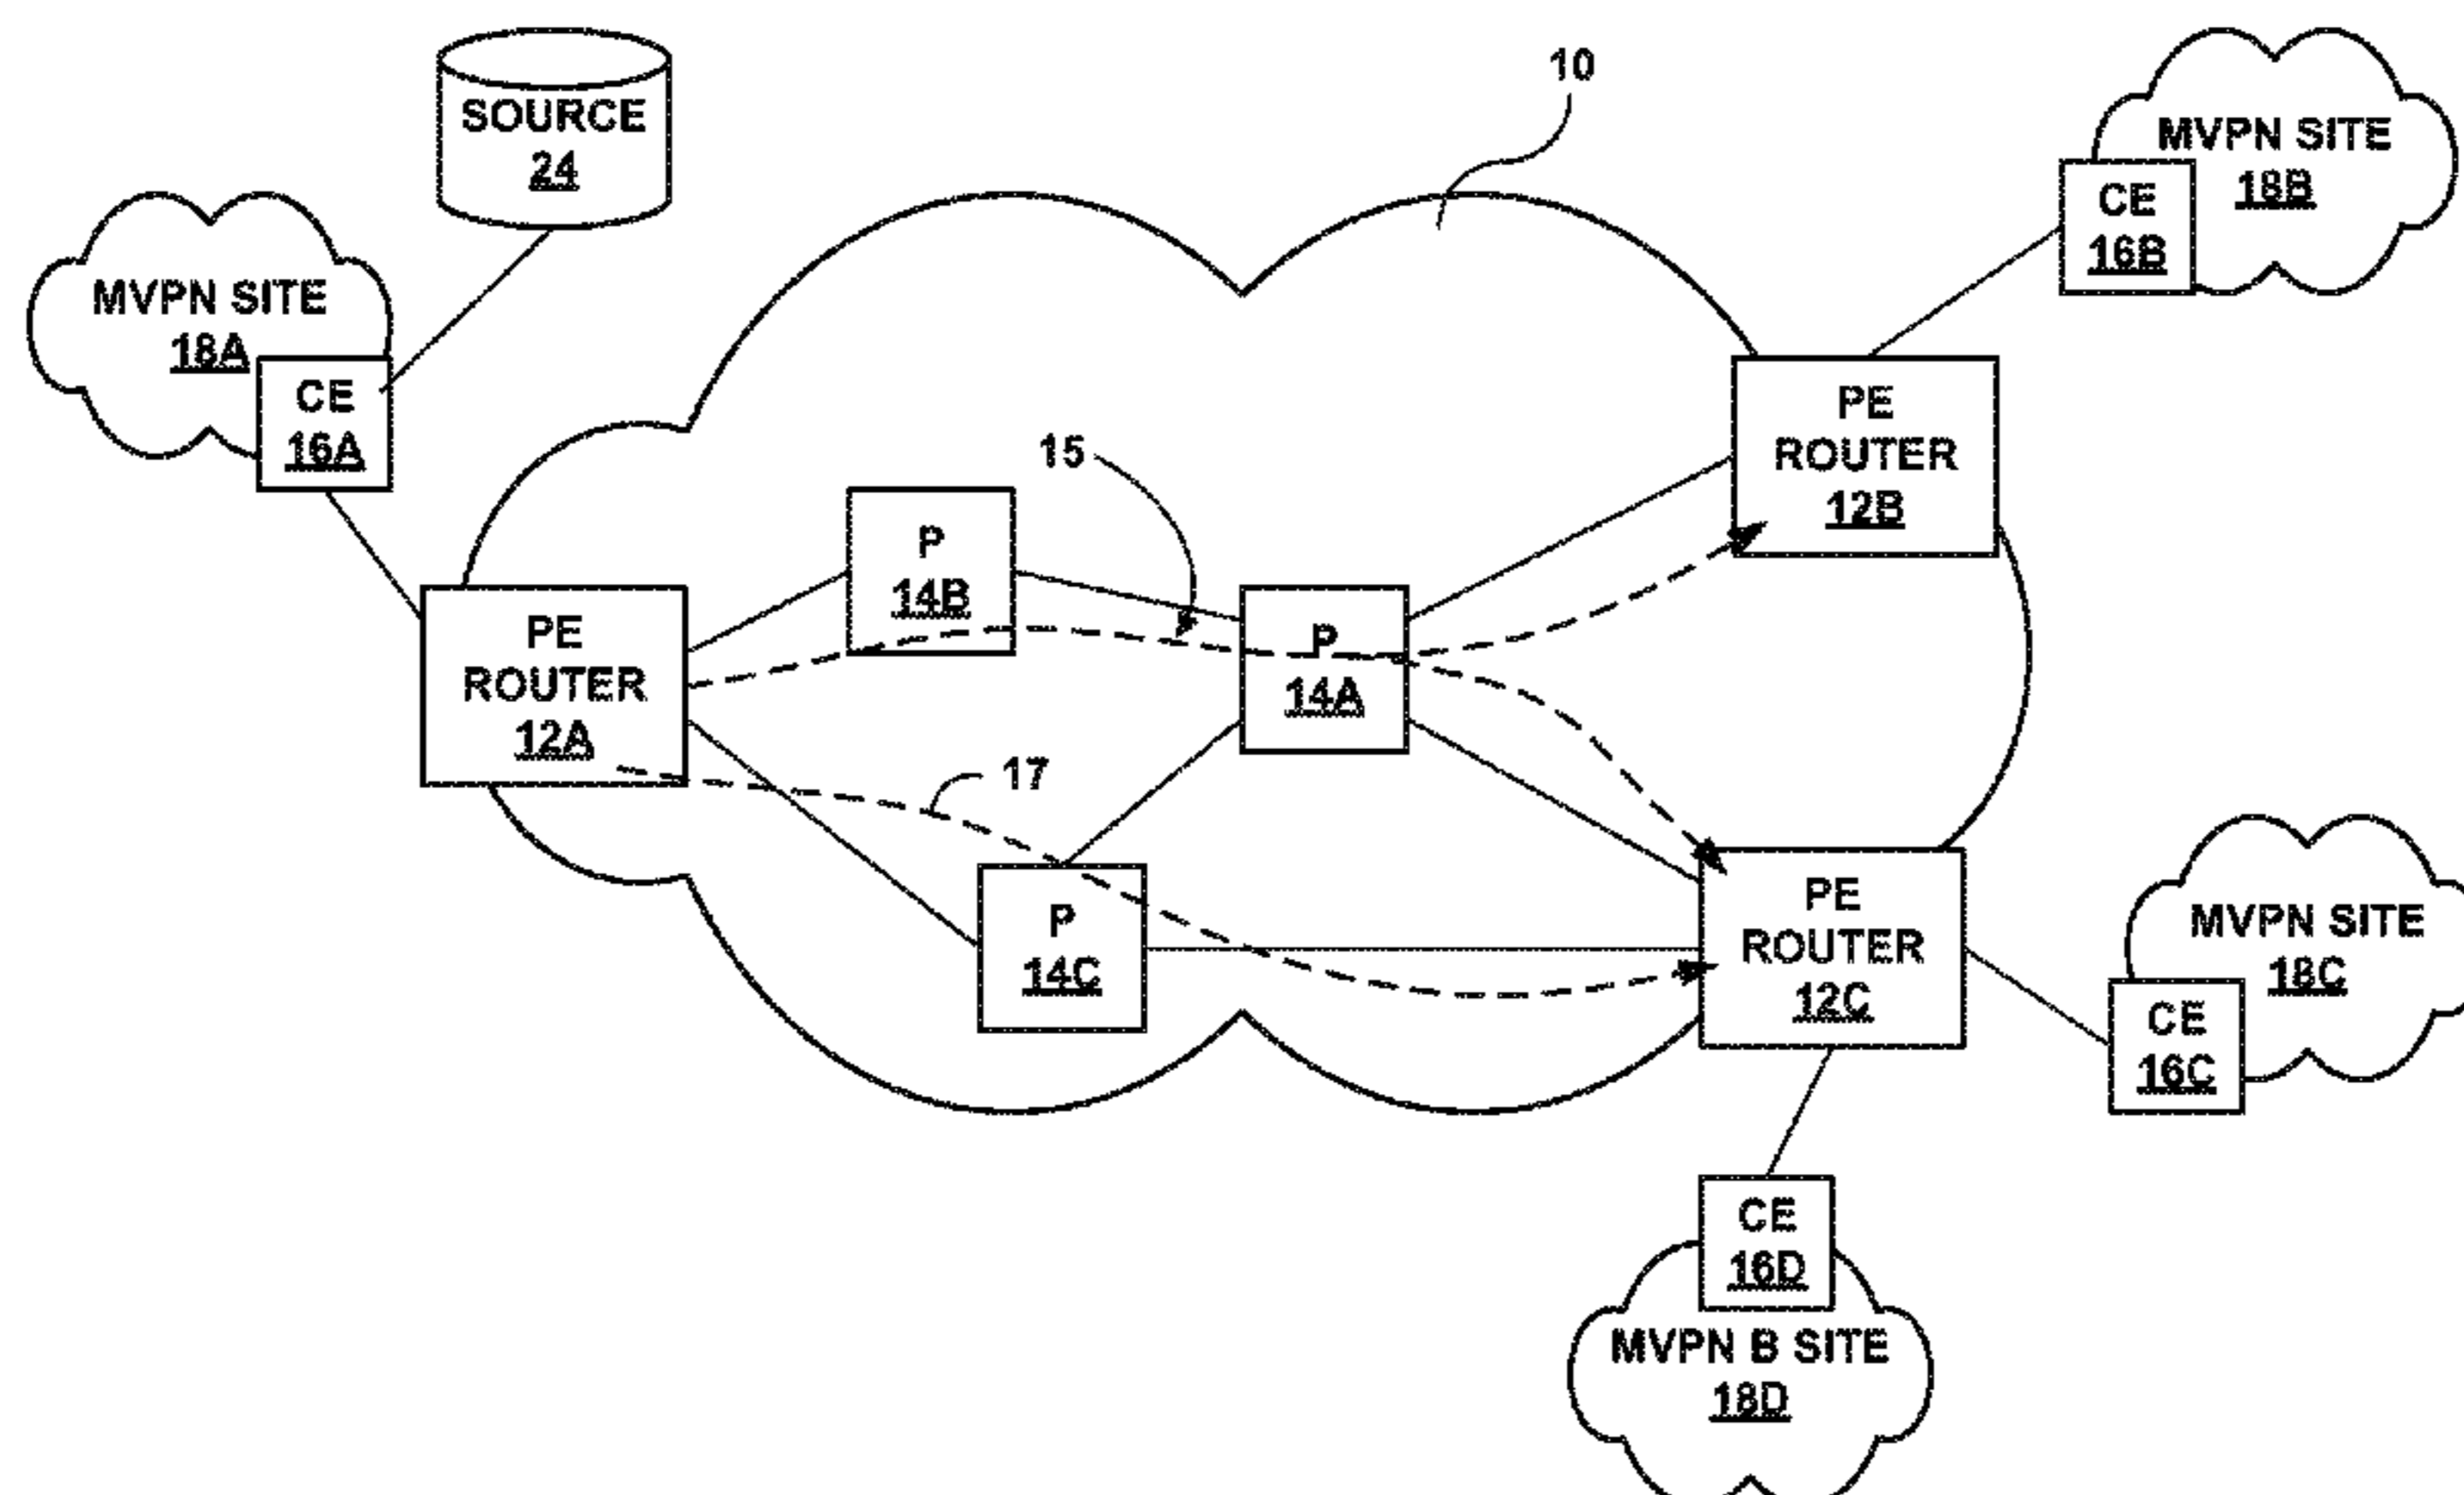 SOURCE
24
10
MVPN SITE
18B
CE
16B
MVPN SITE
18A
CE
16A
15
PE
ROUTER
12B
P
14B
PE
ROUTER
12A
P
14A
17
P
14C
PE
ROUTER
12C
MVPN SITE
18C
CE
16C
CE
16D
MVPN B SITE
18D